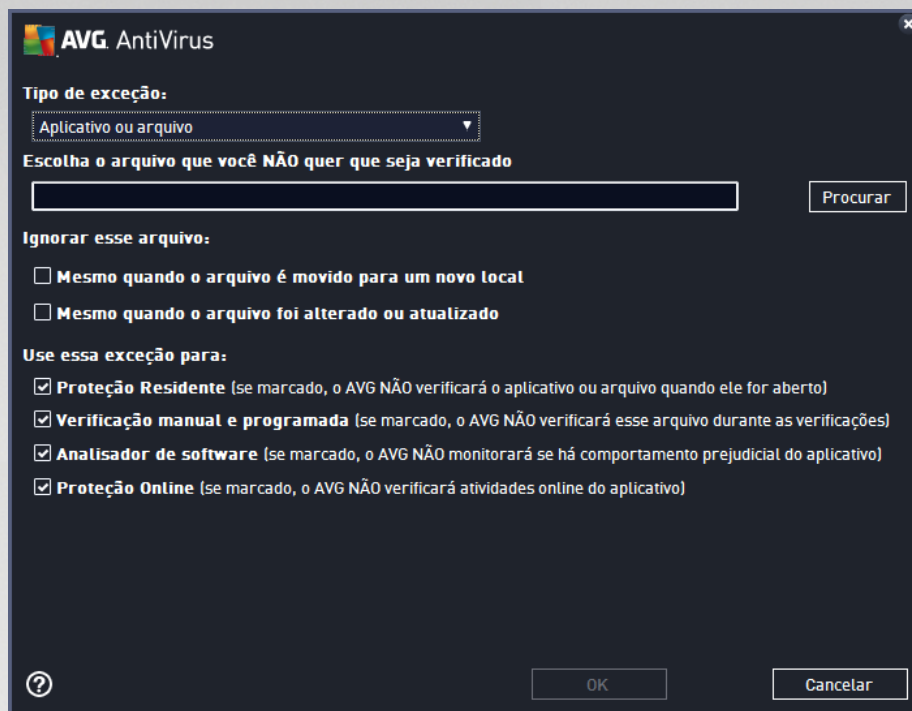 AVG. AntiVirus
Tipo de exceção:
Aplicativo ou arquivo
Escolha o arquivo que você NÃO quer que seja verificado
Procurar
Ignorar esse arquivo:
Mesmo quando o arquivo é movido para um novo local
Mesmo quando o arquivo foi alterado ou atualizado
Use essa exceção para:
Proteção Residente (se marcado, o AVG NÃO verificará o aplicativo ou arquivo quando ele for aberto)
Verificação manual e programada (se marcado, o AVG NÃO verificará esse arquivo durante as verificações)
Analisador de software (se marcado, o AVG NÃO monitorará se há comportamento prejudicial do aplicativo)
Proteção Online (se marcado, o AVG NÃO verificará atividades online do aplicativo)
?
OK
Cancelar